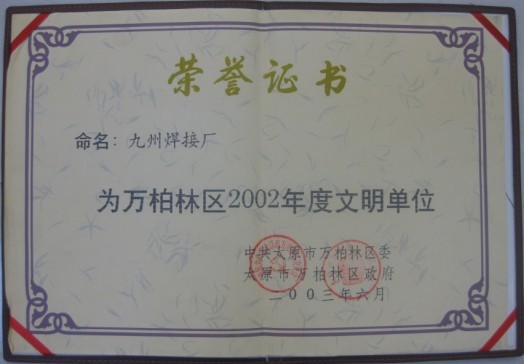 荣誉证书
命名：九州焊接厂
为万柏林区2002年度文明单位
中共太原市万柏林区委
太原市万柏林区政府
二〇〇三年六月